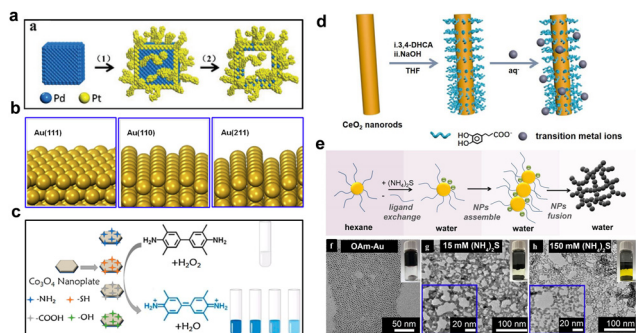 a
a
(1)
(2)
Pd
Pt
b
Au(111)
Au(110)
Au(211)
c
H₂N
NH₂
+H₂O₂
Co₃O₄ Nanoplate
-NH₂
-SH
-COOH
-OH
+H₂O
d
i.3,4-DHCA
ii.NaOH
THF
aq.
CeO₂ nanorods
HO
HO
COO⁻
transition metal ions
e
+ (NH₄)₂S
ligand
exchange
NPs
assemble
NPs
fusion
hexane
water
water
water
f
OAm-Au
50 nm
g
15 mM (NH₄)₂S
20 nm
100 nm
h
150 mM (NH₄)₂S
20 nm
100 nm